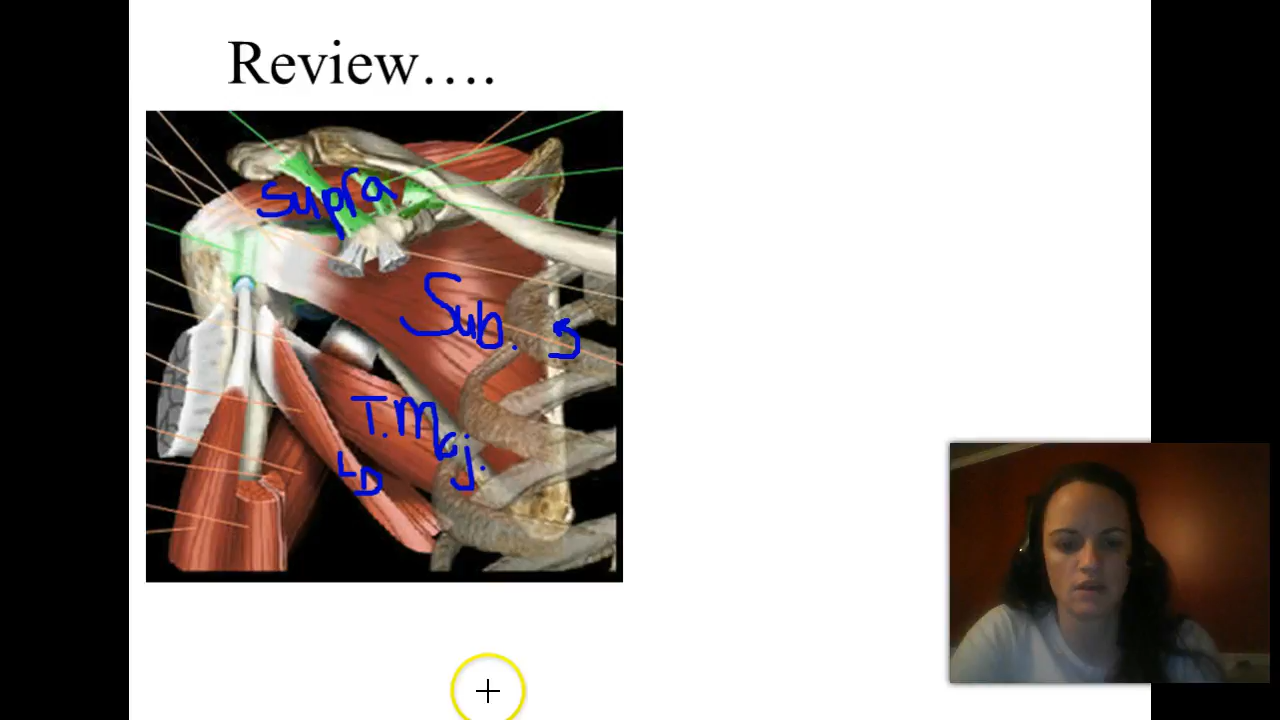 Review….
Supra
Sub. S
T. Maj.
LD